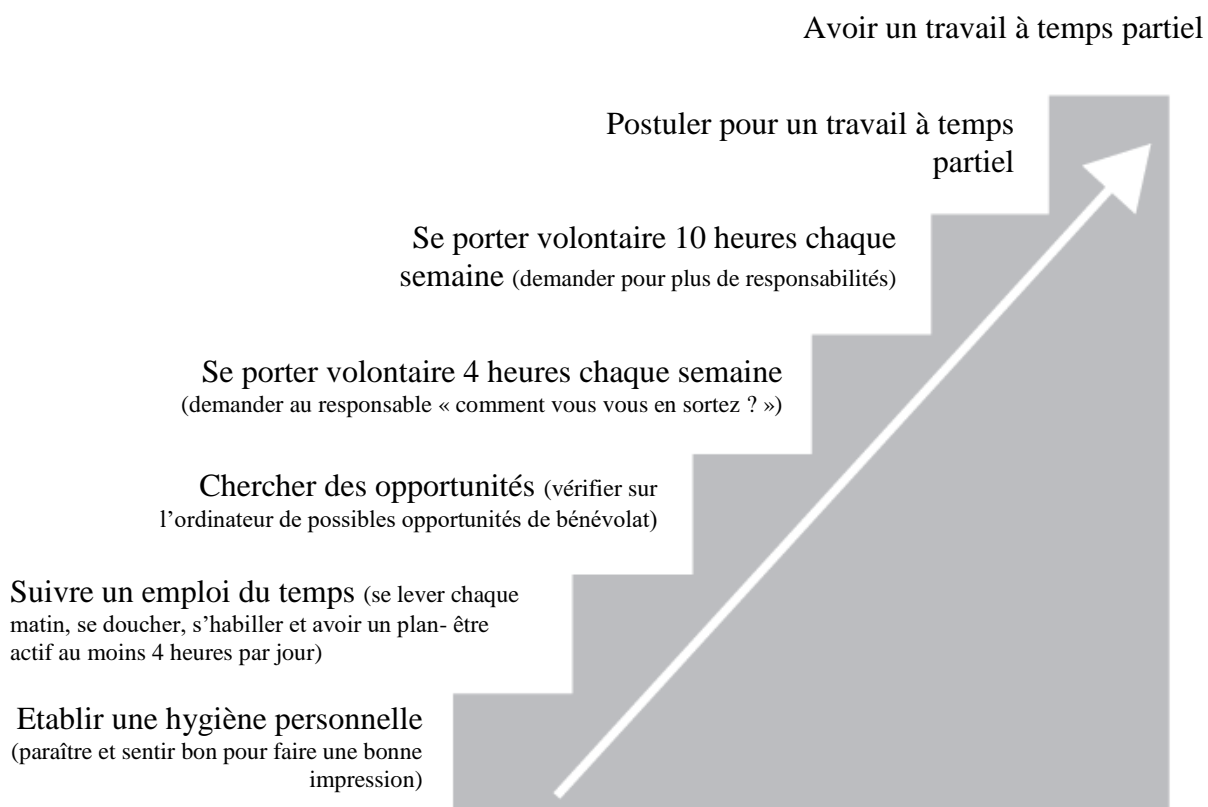 Avoir un travail à temps partiel
Postuler pour un travail à temps
partiel
Se porter volontaire 10 heures chaque
semaine (demander pour plus de responsabilités)
Se porter volontaire 4 heures chaque semaine
(demander au responsable « comment vous vous en sortez ? »)
Chercher des opportunités (vérifier sur
l’ordinateur de possibles opportunités de bénévolat)
Suivre un emploi du temps (se lever chaque
matin, se doucher, s’habiller et avoir un plan- être
actif au moins 4 heures par jour)
Etablir une hygiène personnelle
(paraître et sentir bon pour faire une bonne
impression)